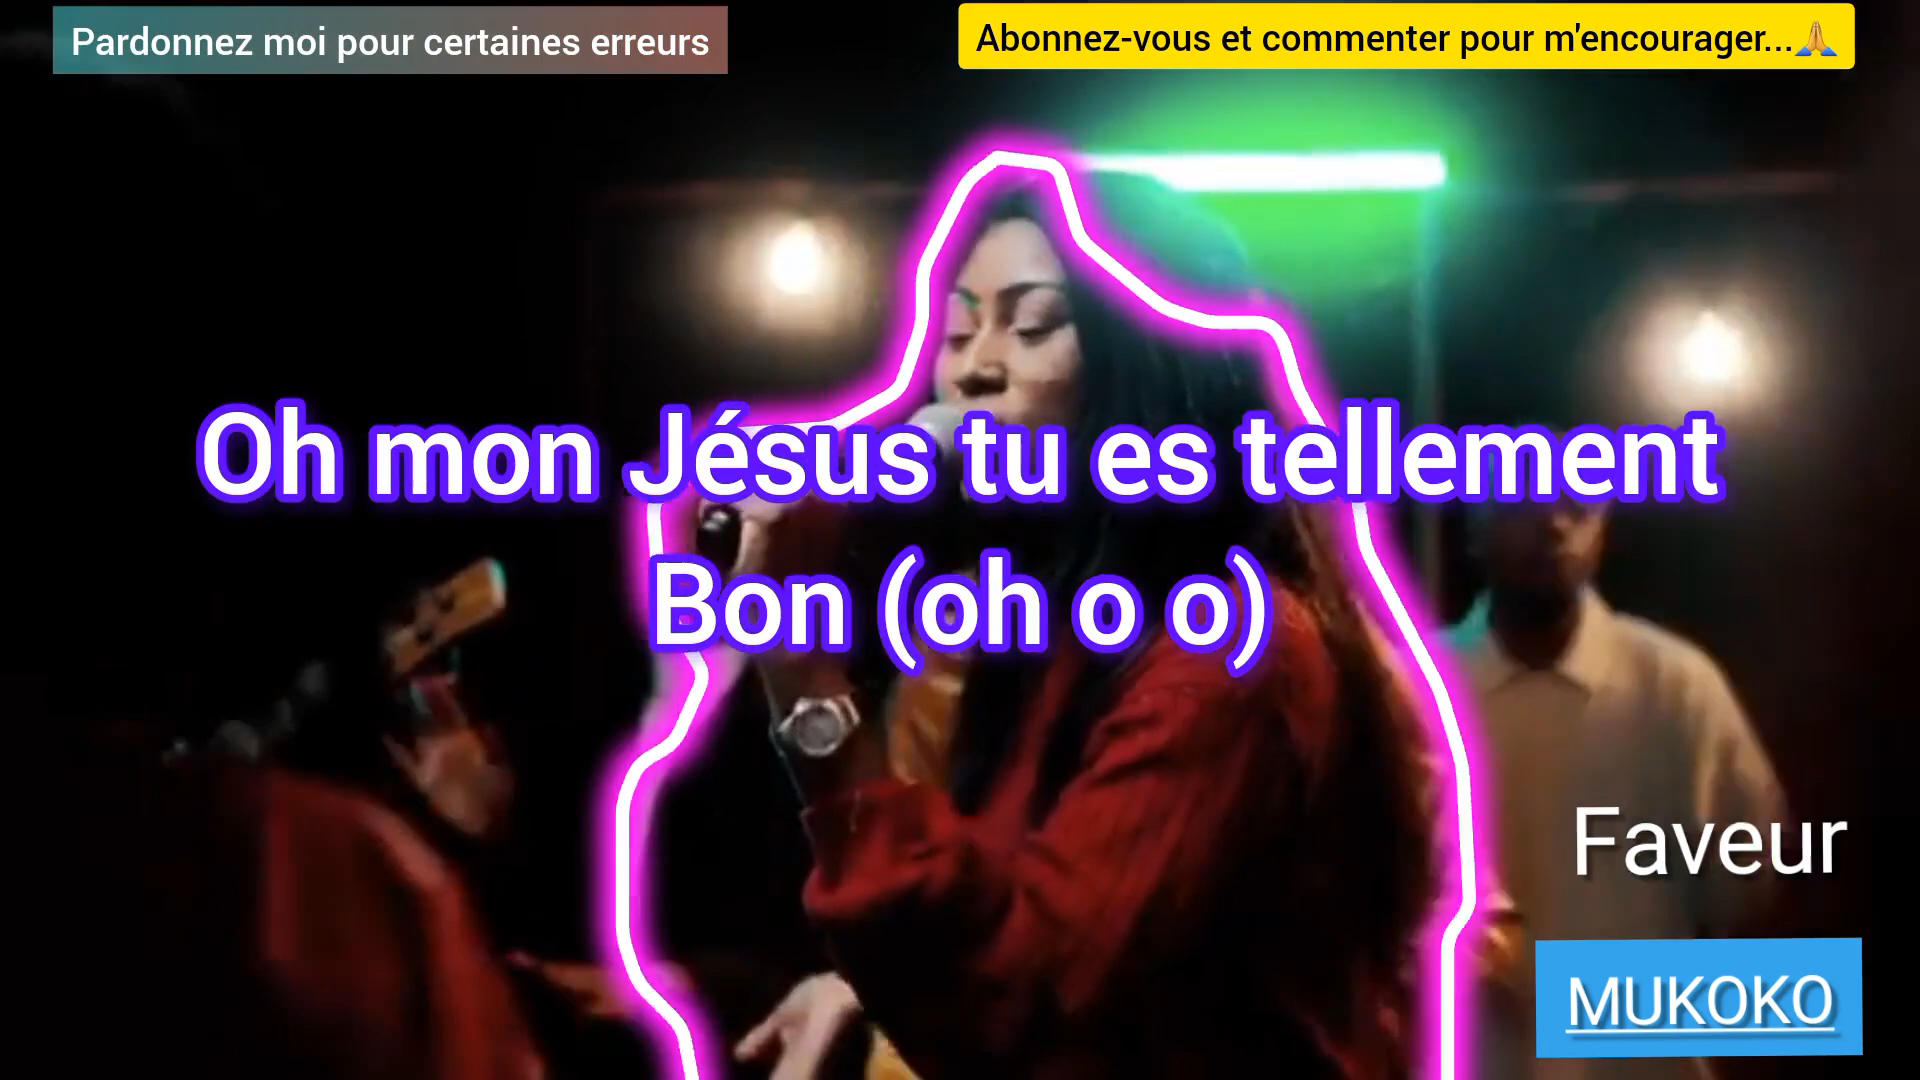 Pardonnez moi pour certaines erreurs
Abonnez-vous et commenter pour m'encourager...🙏
Oh mon Jésus tu es tellement
Bon (oh o o)
Faveur
MUKOKO